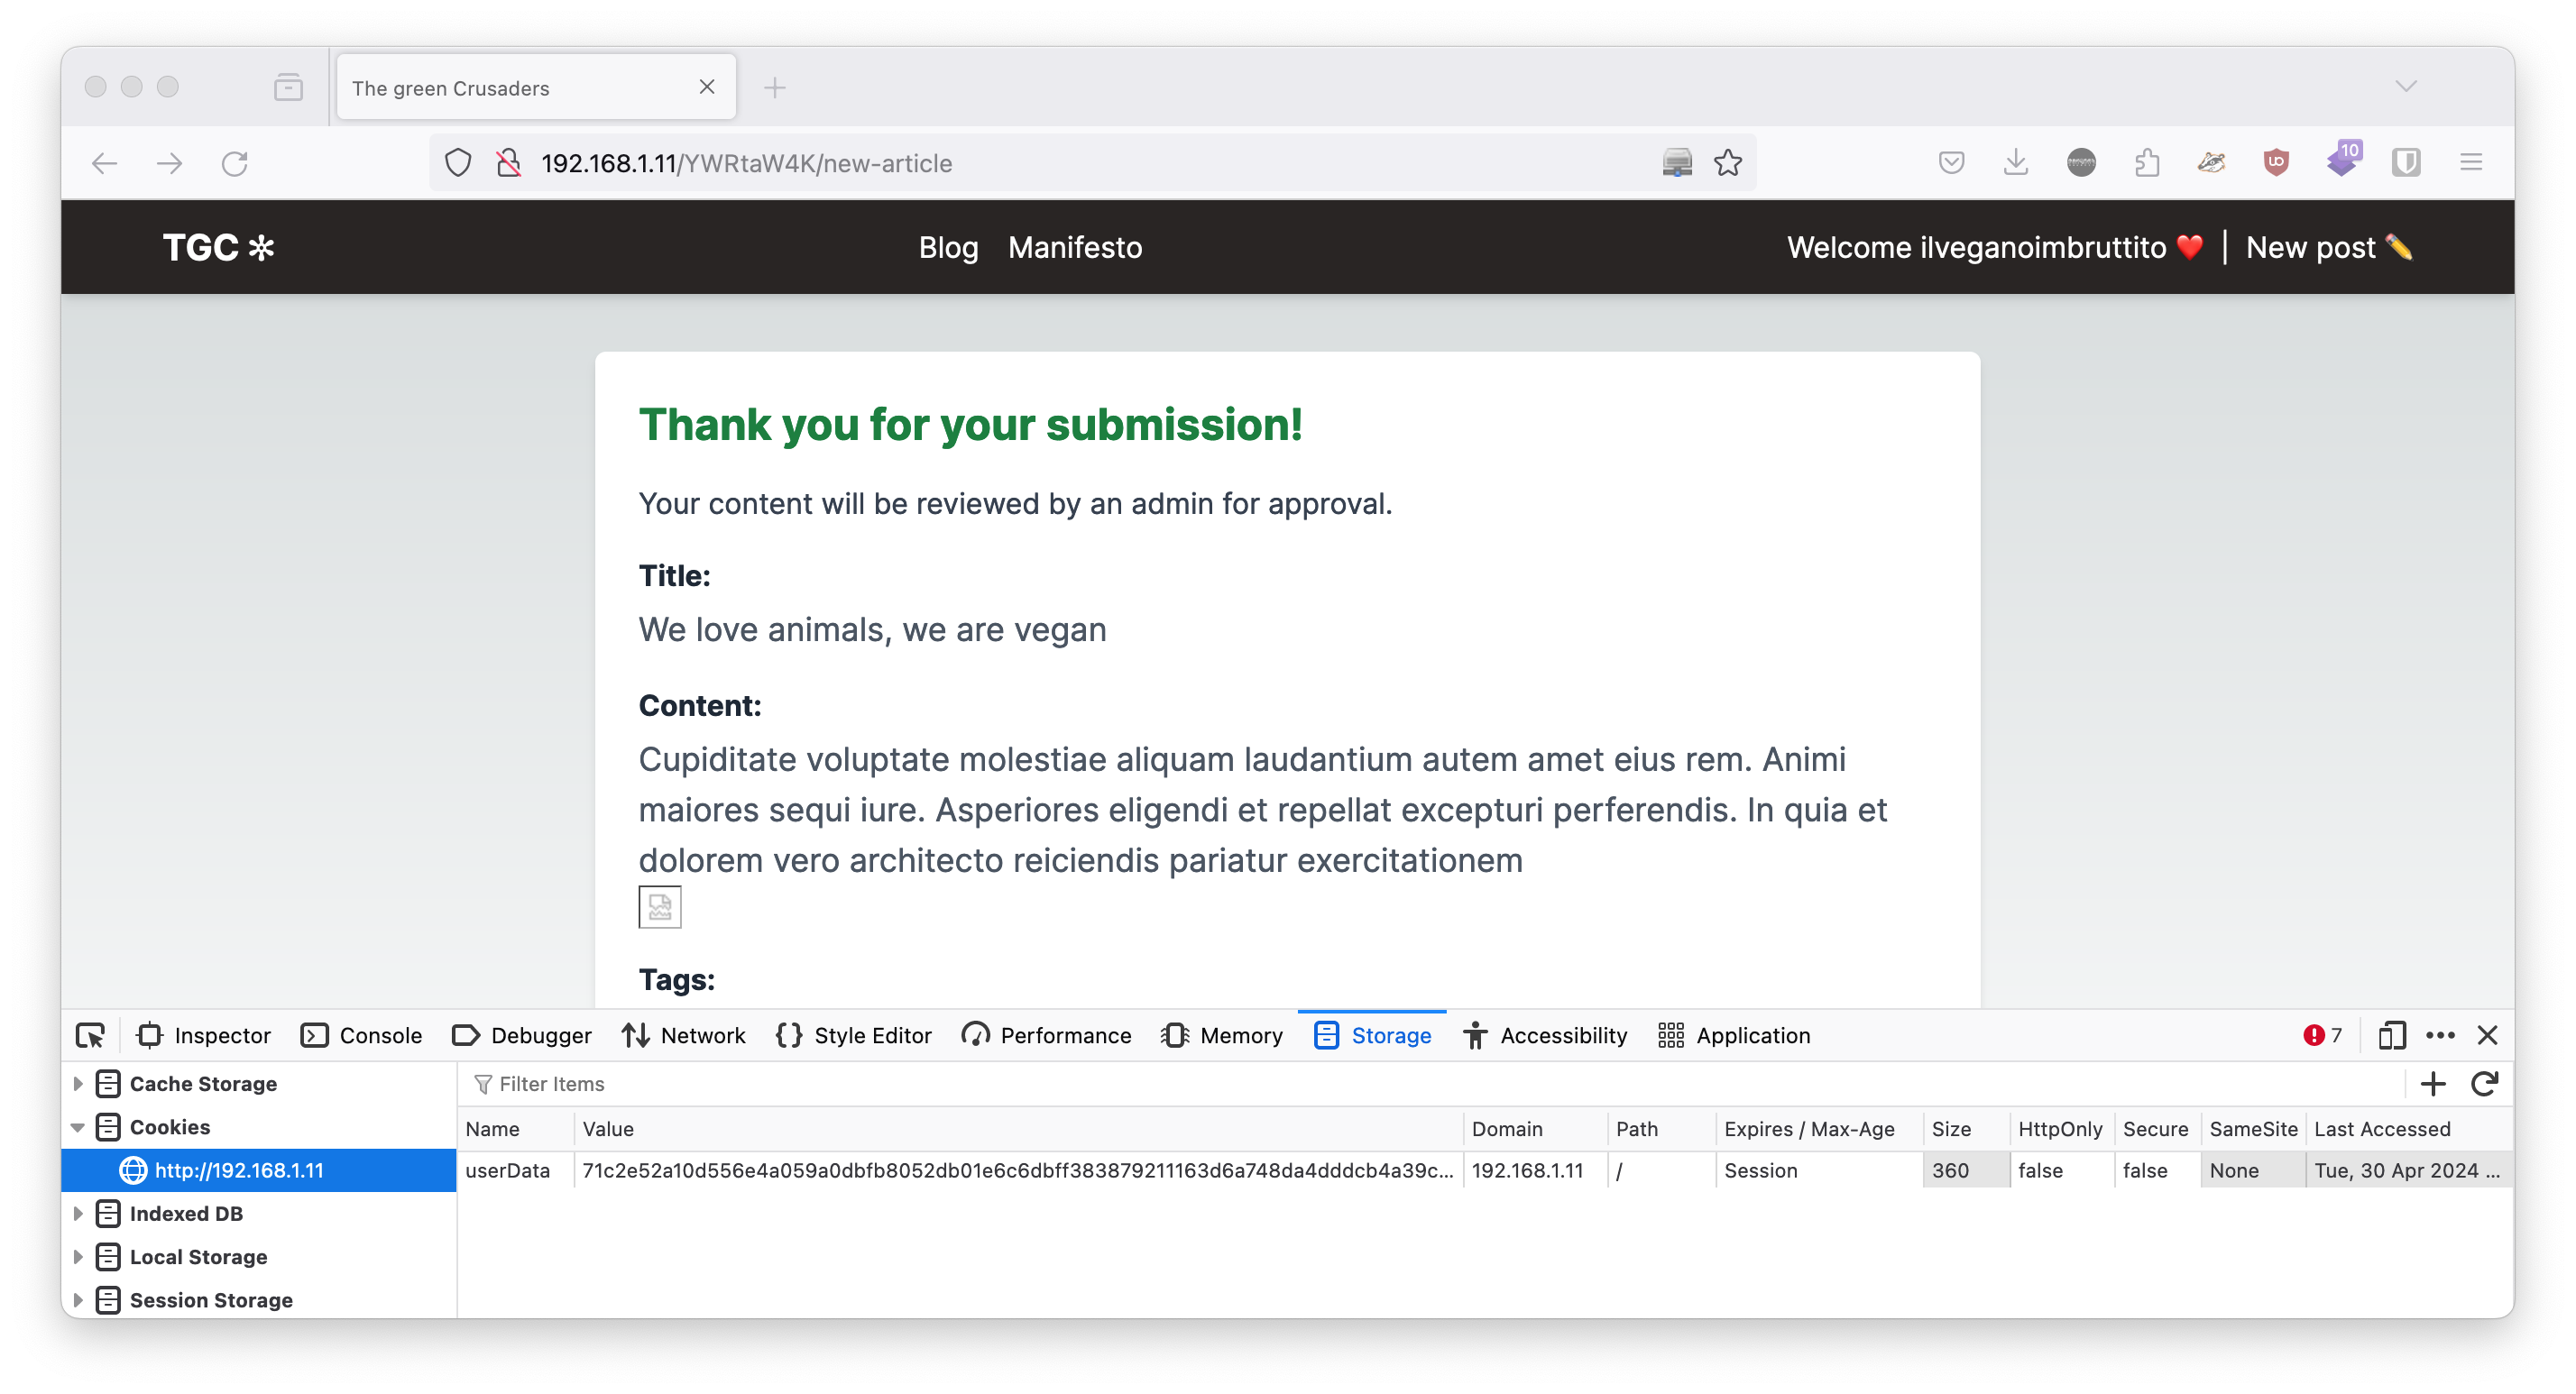 The green Crusaders
192.168.1.11/YWRtaW4K/new-article
10
TGC
Blog Manifesto
Welcome ilveganoimbruttito ❤️ | New post ✏️
Thank you for your submission!
Your content will be reviewed by an admin for approval.
Title:
We love animals, we are vegan
Content:
Cupiditate voluptate molestiae aliquam laudantium autem amet eius rem. Animi
maiores sequi iure. Asperiores eligendi et repellat excepturi perferendis. In quia et
dolorem vero architecto reiciendis pariatur exercitationem
Tags:
Inspector Console Debugger Network Style Editor Performance Memory Storage Accessibility Application 7
Cache Storage
Cookies
http://192.168.1.11
Indexed DB
Local Storage
Session Storage
Filter Items
Name Value Domain Path Expires / Max-Age Size HttpOnly Secure SameSite Last Accessed
userData 71c2e52a10d556e4a059a0dbfb8052db01e6c6dbff383879211163d6a748da4dddcb4a39c... 192.168.1.11 / Session 360 false false None Tue, 30 Apr 2024 ...